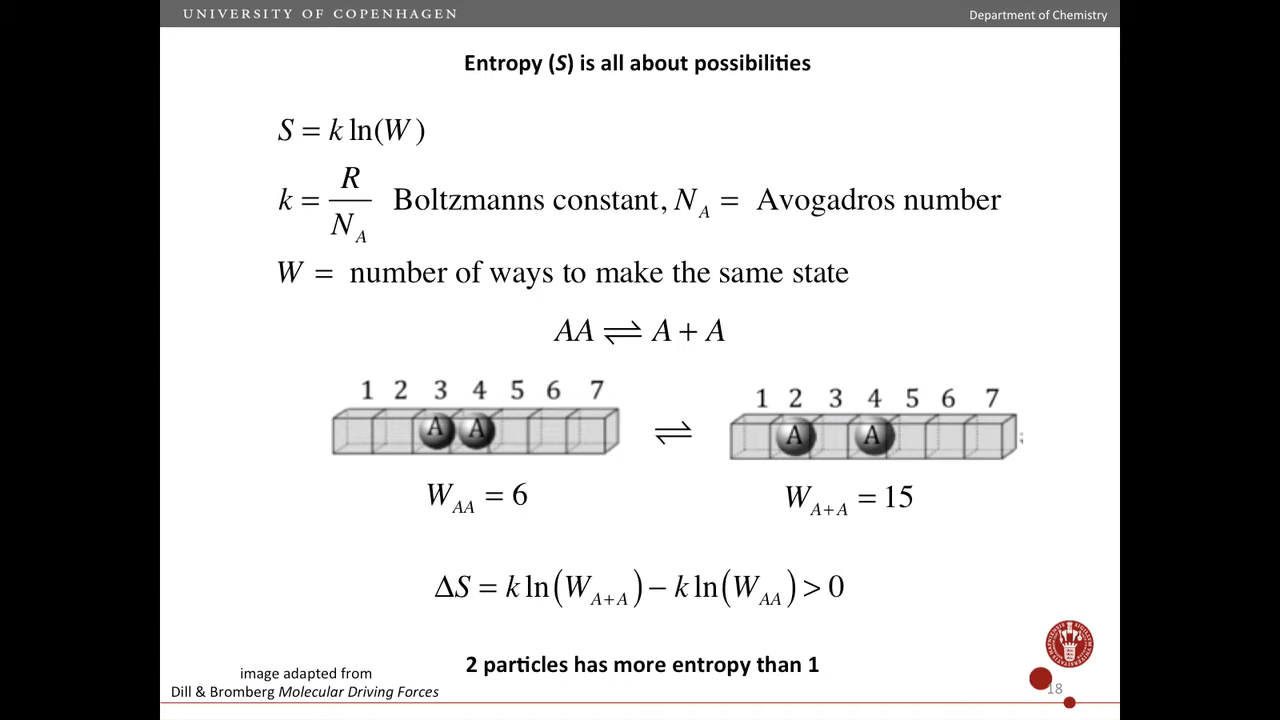 UNIVERSITY OF COPENHAGEN
Department of Chemistry
Entropy (S) is all about possibilities
S = k ln(W)
k = R / N_A Boltzmanns constant, N_A = Avogadros number
W = number of ways to make the same state
AA ⇌ A + A
1 2 3 4 5 6 7
A A
⇌
1 2 3 4 5 6 7
A A
W_AA = 6
W_A+A = 15
ΔS = k ln(W_A+A) − k ln(W_AA) > 0
2 particles has more entropy than 1
image adapted from
Dill & Bromberg Molecular Driving Forces
18